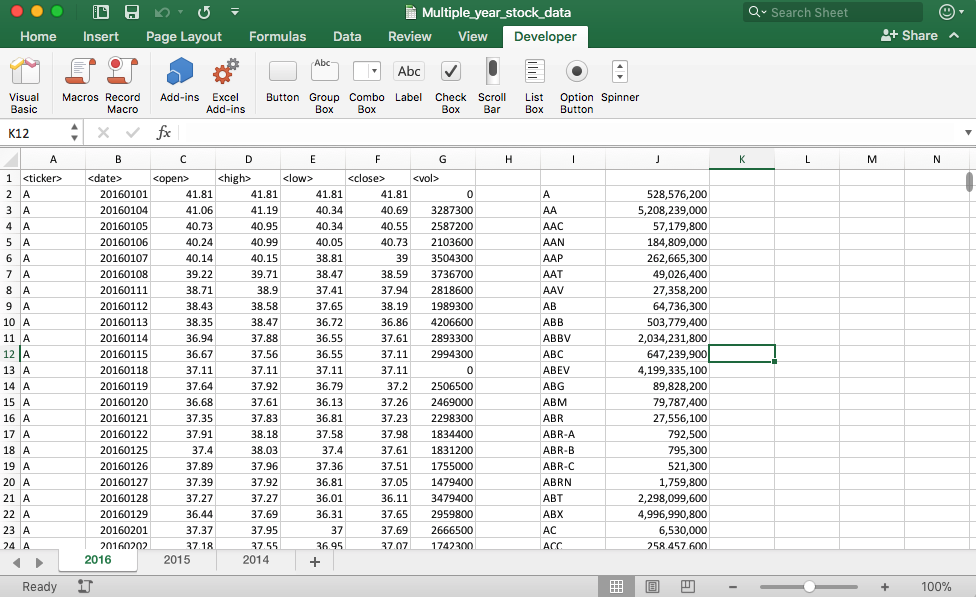 Multiple_year_stock_data
Search Sheet
Home Insert Page Layout Formulas Data Review View Developer Share
Abc Abc
Visual Basic Macros Record Macro Add-ins Excel Add-ins Button Group Box Combo Box Label Check Box Scroll Bar List Box Option Button Spinner
K12 fx
A B C D E F G H I J K L M N
1 <ticker> <date> <open> <high> <low> <close> <vol>
2 A 20160101 41.81 41.81 41.81 41.81 0 A 528,576,200
3 A 20160104 41.06 41.19 40.34 40.69 3287300 AA 5,208,239,000
4 A 20160105 40.73 40.95 40.34 40.55 2587200 AAC 57,179,800
5 A 20160106 40.24 40.99 40.05 40.73 2103600 AAN 184,809,000
6 A 20160107 40.14 40.15 38.81 39 3504300 AAP 262,665,300
7 A 20160108 39.22 39.71 38.47 38.59 3736700 AAT 49,026,400
8 A 20160111 38.71 38.9 37.41 37.94 2818600 AAV 27,358,200
9 A 20160112 38.43 38.58 37.65 38.19 1989300 AB 64,736,300
10 A 20160113 38.35 38.47 36.72 36.86 4206600 ABB 503,779,400
11 A 20160114 36.94 37.88 36.55 37.61 2893300 ABBV 2,034,231,800
12 A 20160115 36.67 37.56 36.55 37.11 2994300 ABC 647,239,900
13 A 20160118 37.11 37.11 37.11 37.11 0 ABEV 4,199,335,100
14 A 20160119 37.64 37.92 36.79 37.2 2506500 ABG 89,828,200
15 A 20160120 36.68 37.61 36.13 37.26 2469000 ABM 79,787,400
16 A 20160121 37.35 37.83 36.81 37.23 2298300 ABR 27,556,100
17 A 20160122 37.91 38.18 37.58 37.98 1834400 ABR-A 792,500
18 A 20160125 37.4 38.03 37.4 37.61 1831200 ABR-B 795,300
19 A 20160126 37.89 37.96 37.36 37.51 1755000 ABR-C 521,300
20 A 20160127 37.39 37.92 36.81 37.05 1479400 ABRN 1,759,800
21 A 20160128 37.27 37.27 36.01 36.11 3479400 ABT 2,298,099,600
22 A 20160129 36.44 37.69 36.31 37.65 2959800 ABX 4,996,990,800
23 A 20160201 37.37 37.95 37 37.69 2666500 AC 6,530,000
24 A 20160202 37.18 37.55 36.95 37.07 1742300 ACC 258,457,600
2016 2015 2014
Ready 100%